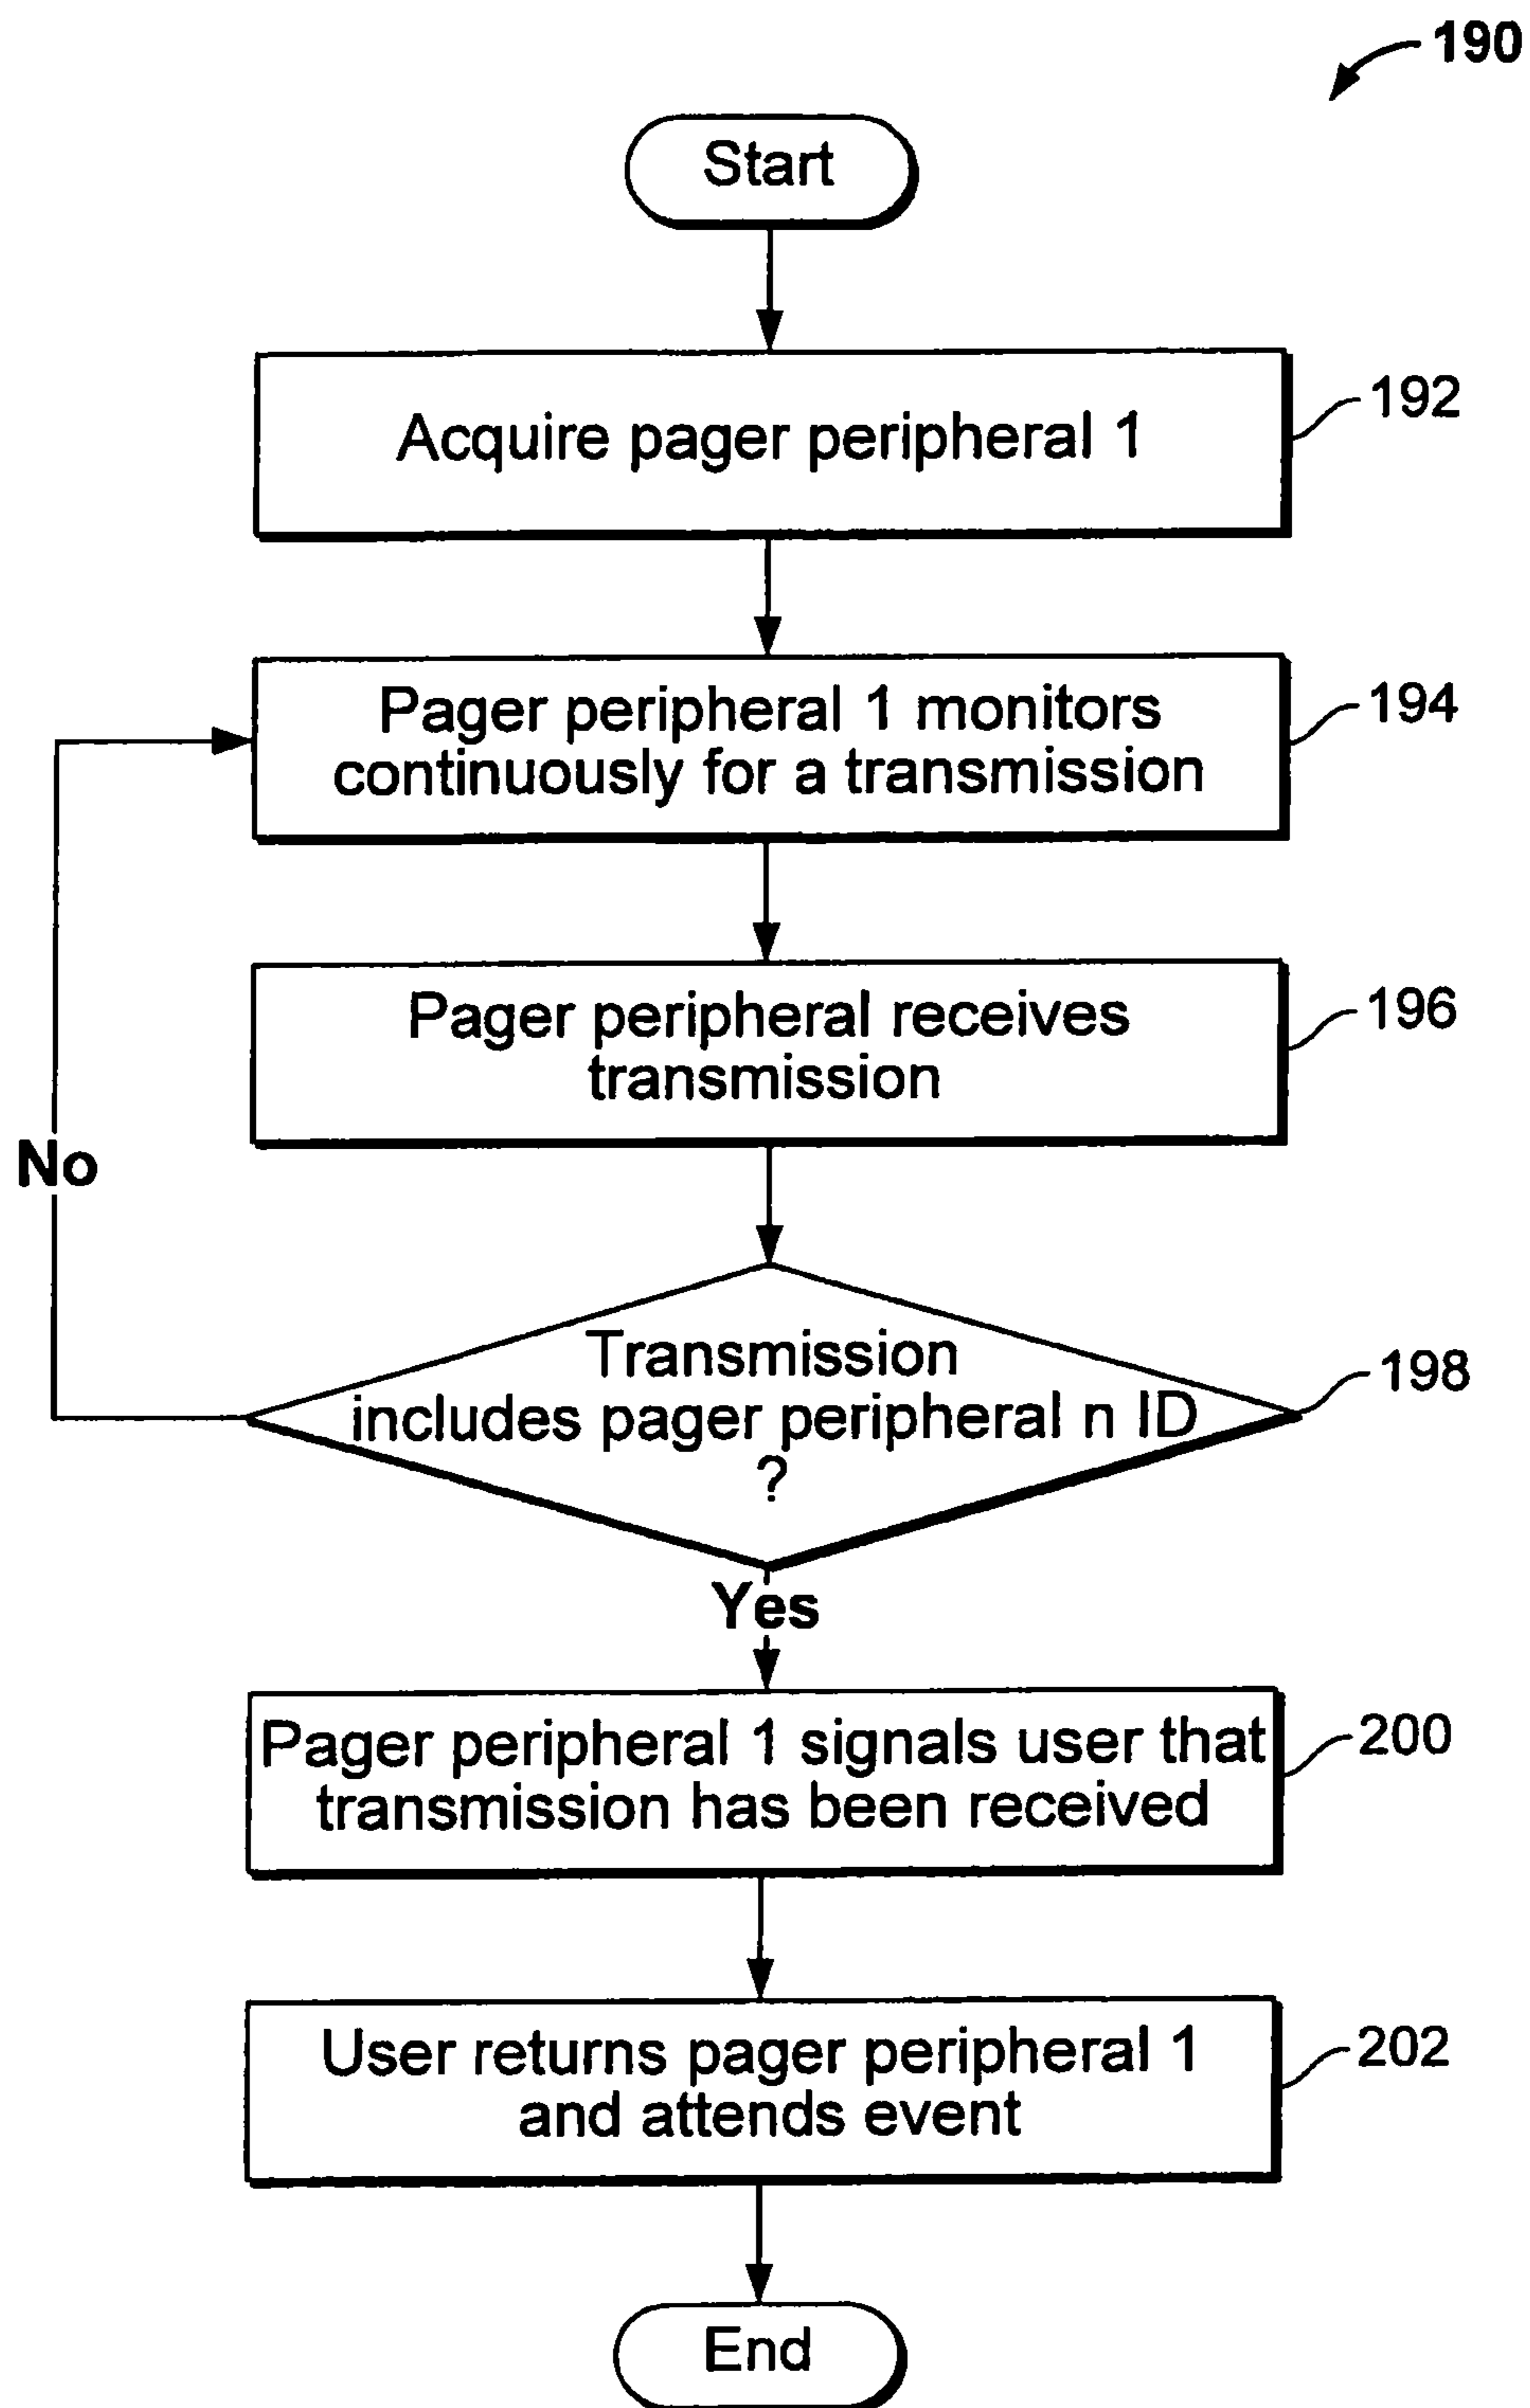 190
Start
Acquire pager peripheral 1
192
Pager peripheral 1 monitors
continuously for a transmission
194
Pager peripheral receives
transmission
196
No
Transmission
includes pager peripheral n ID
?
198
Yes
Pager peripheral 1 signals user that
transmission has been received
200
User returns pager peripheral 1
and attends event
202
End